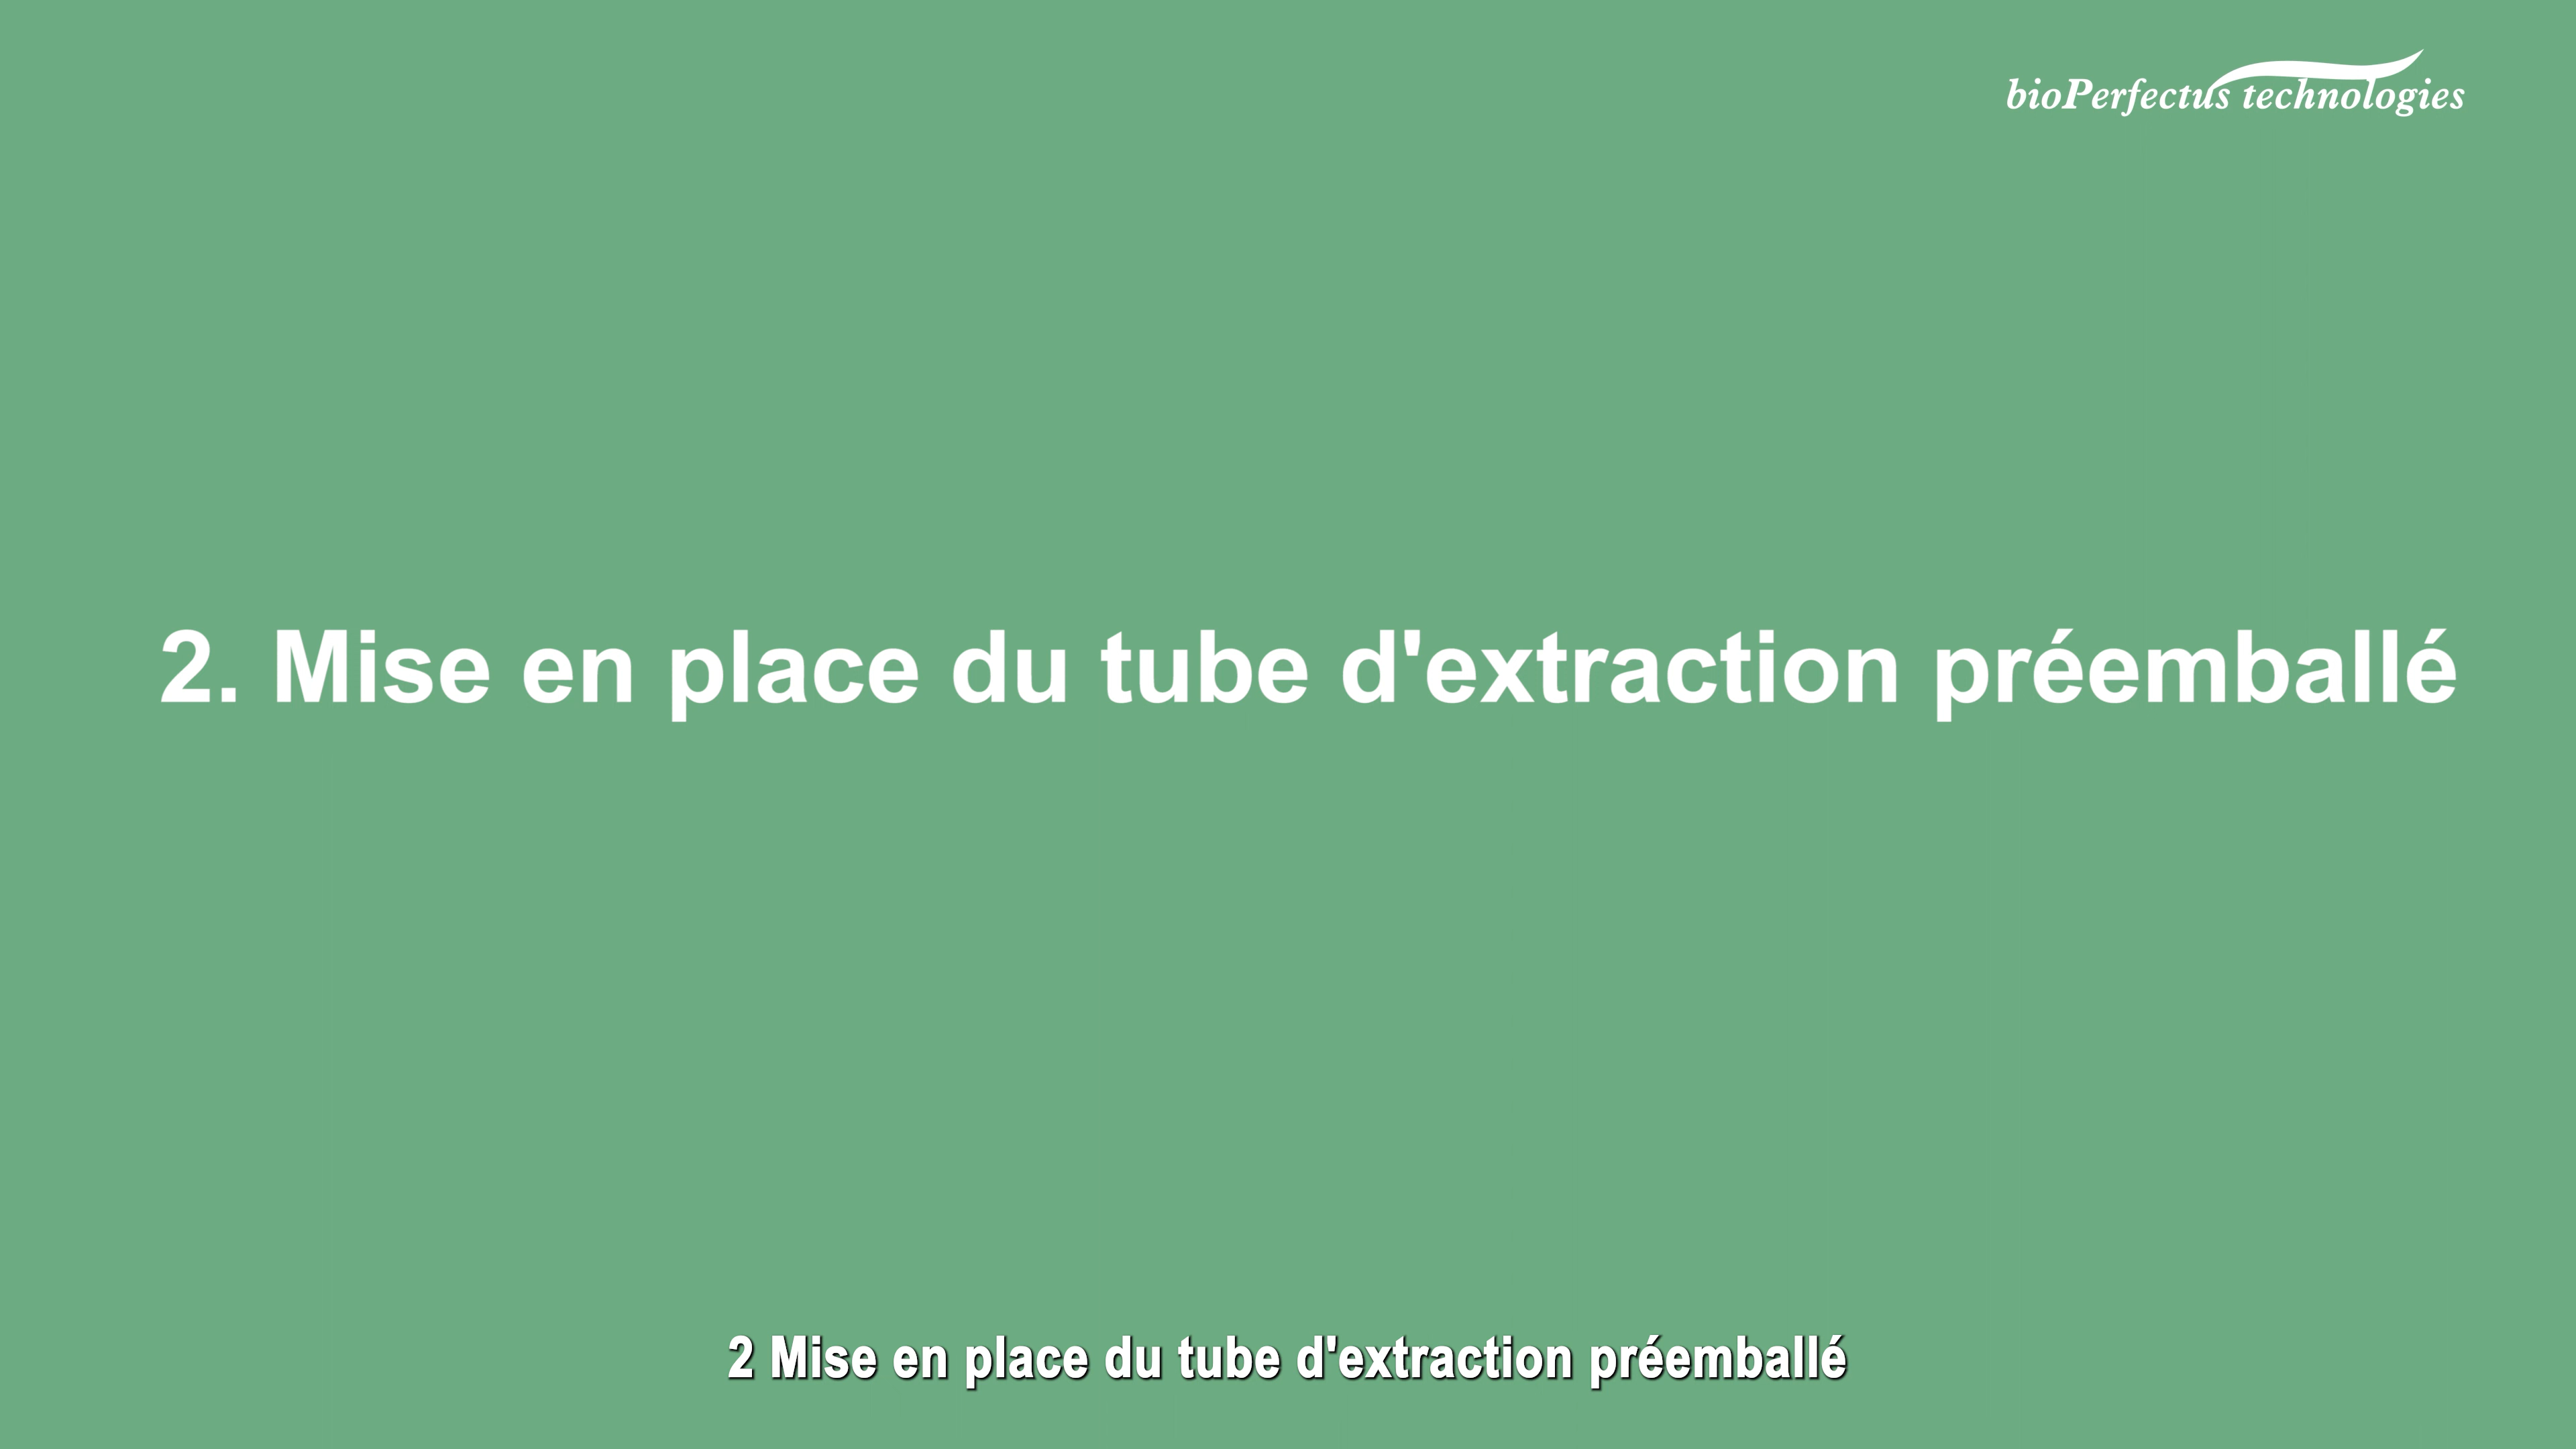 bioPerfectus technologies
2. Mise en place du tube d'extraction préemballé
2 Mise en place du tube d'extraction préemballé